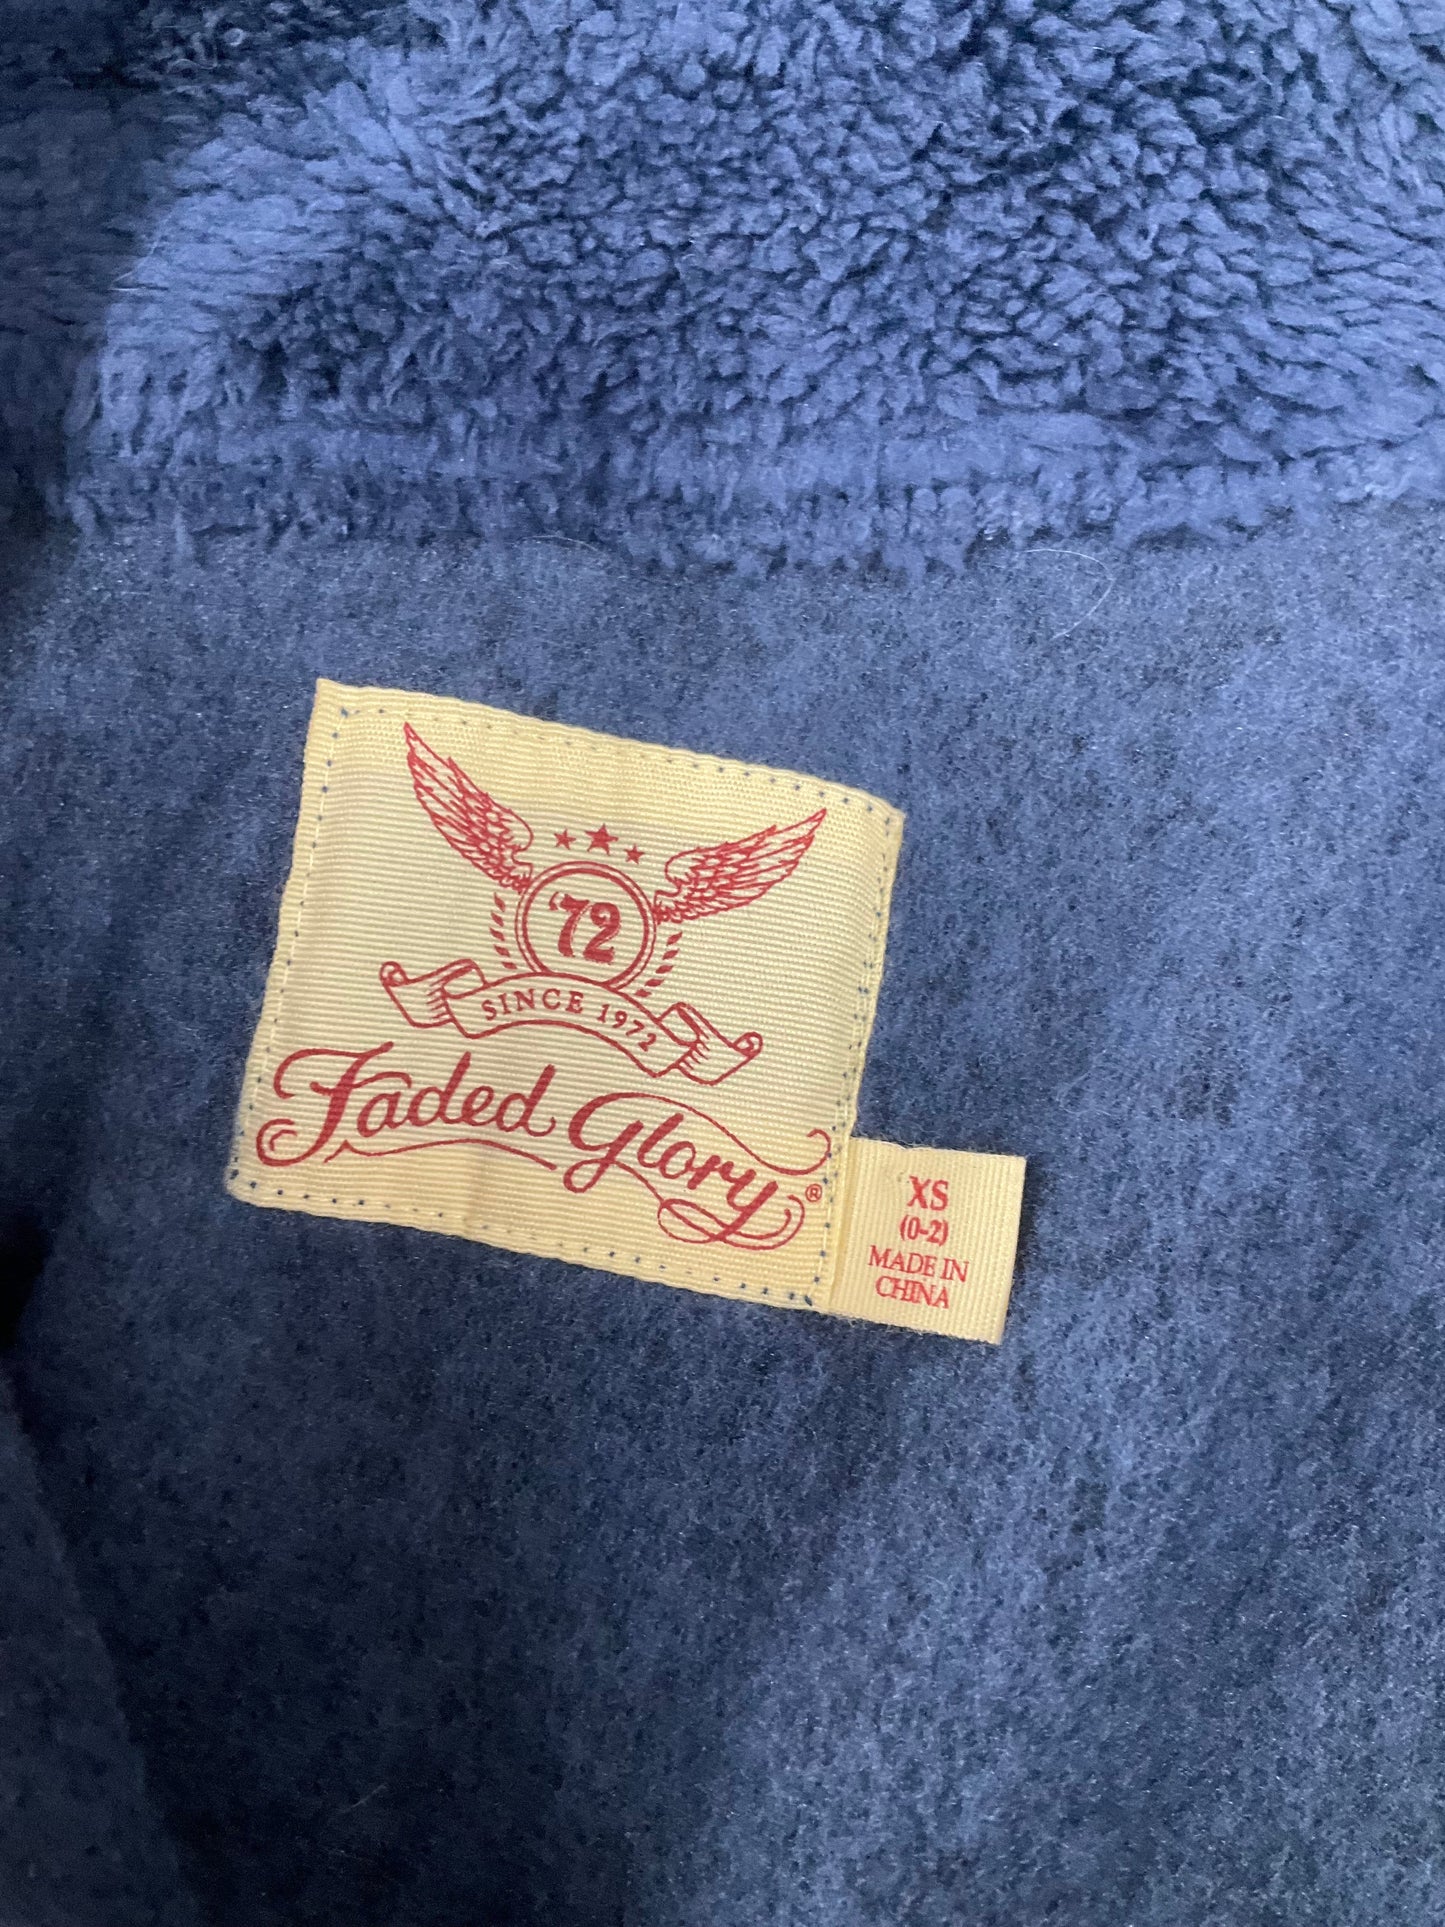 '72
SINCE 1972
Faded Glory®
XS
(0-2)
MADE IN
CHINA